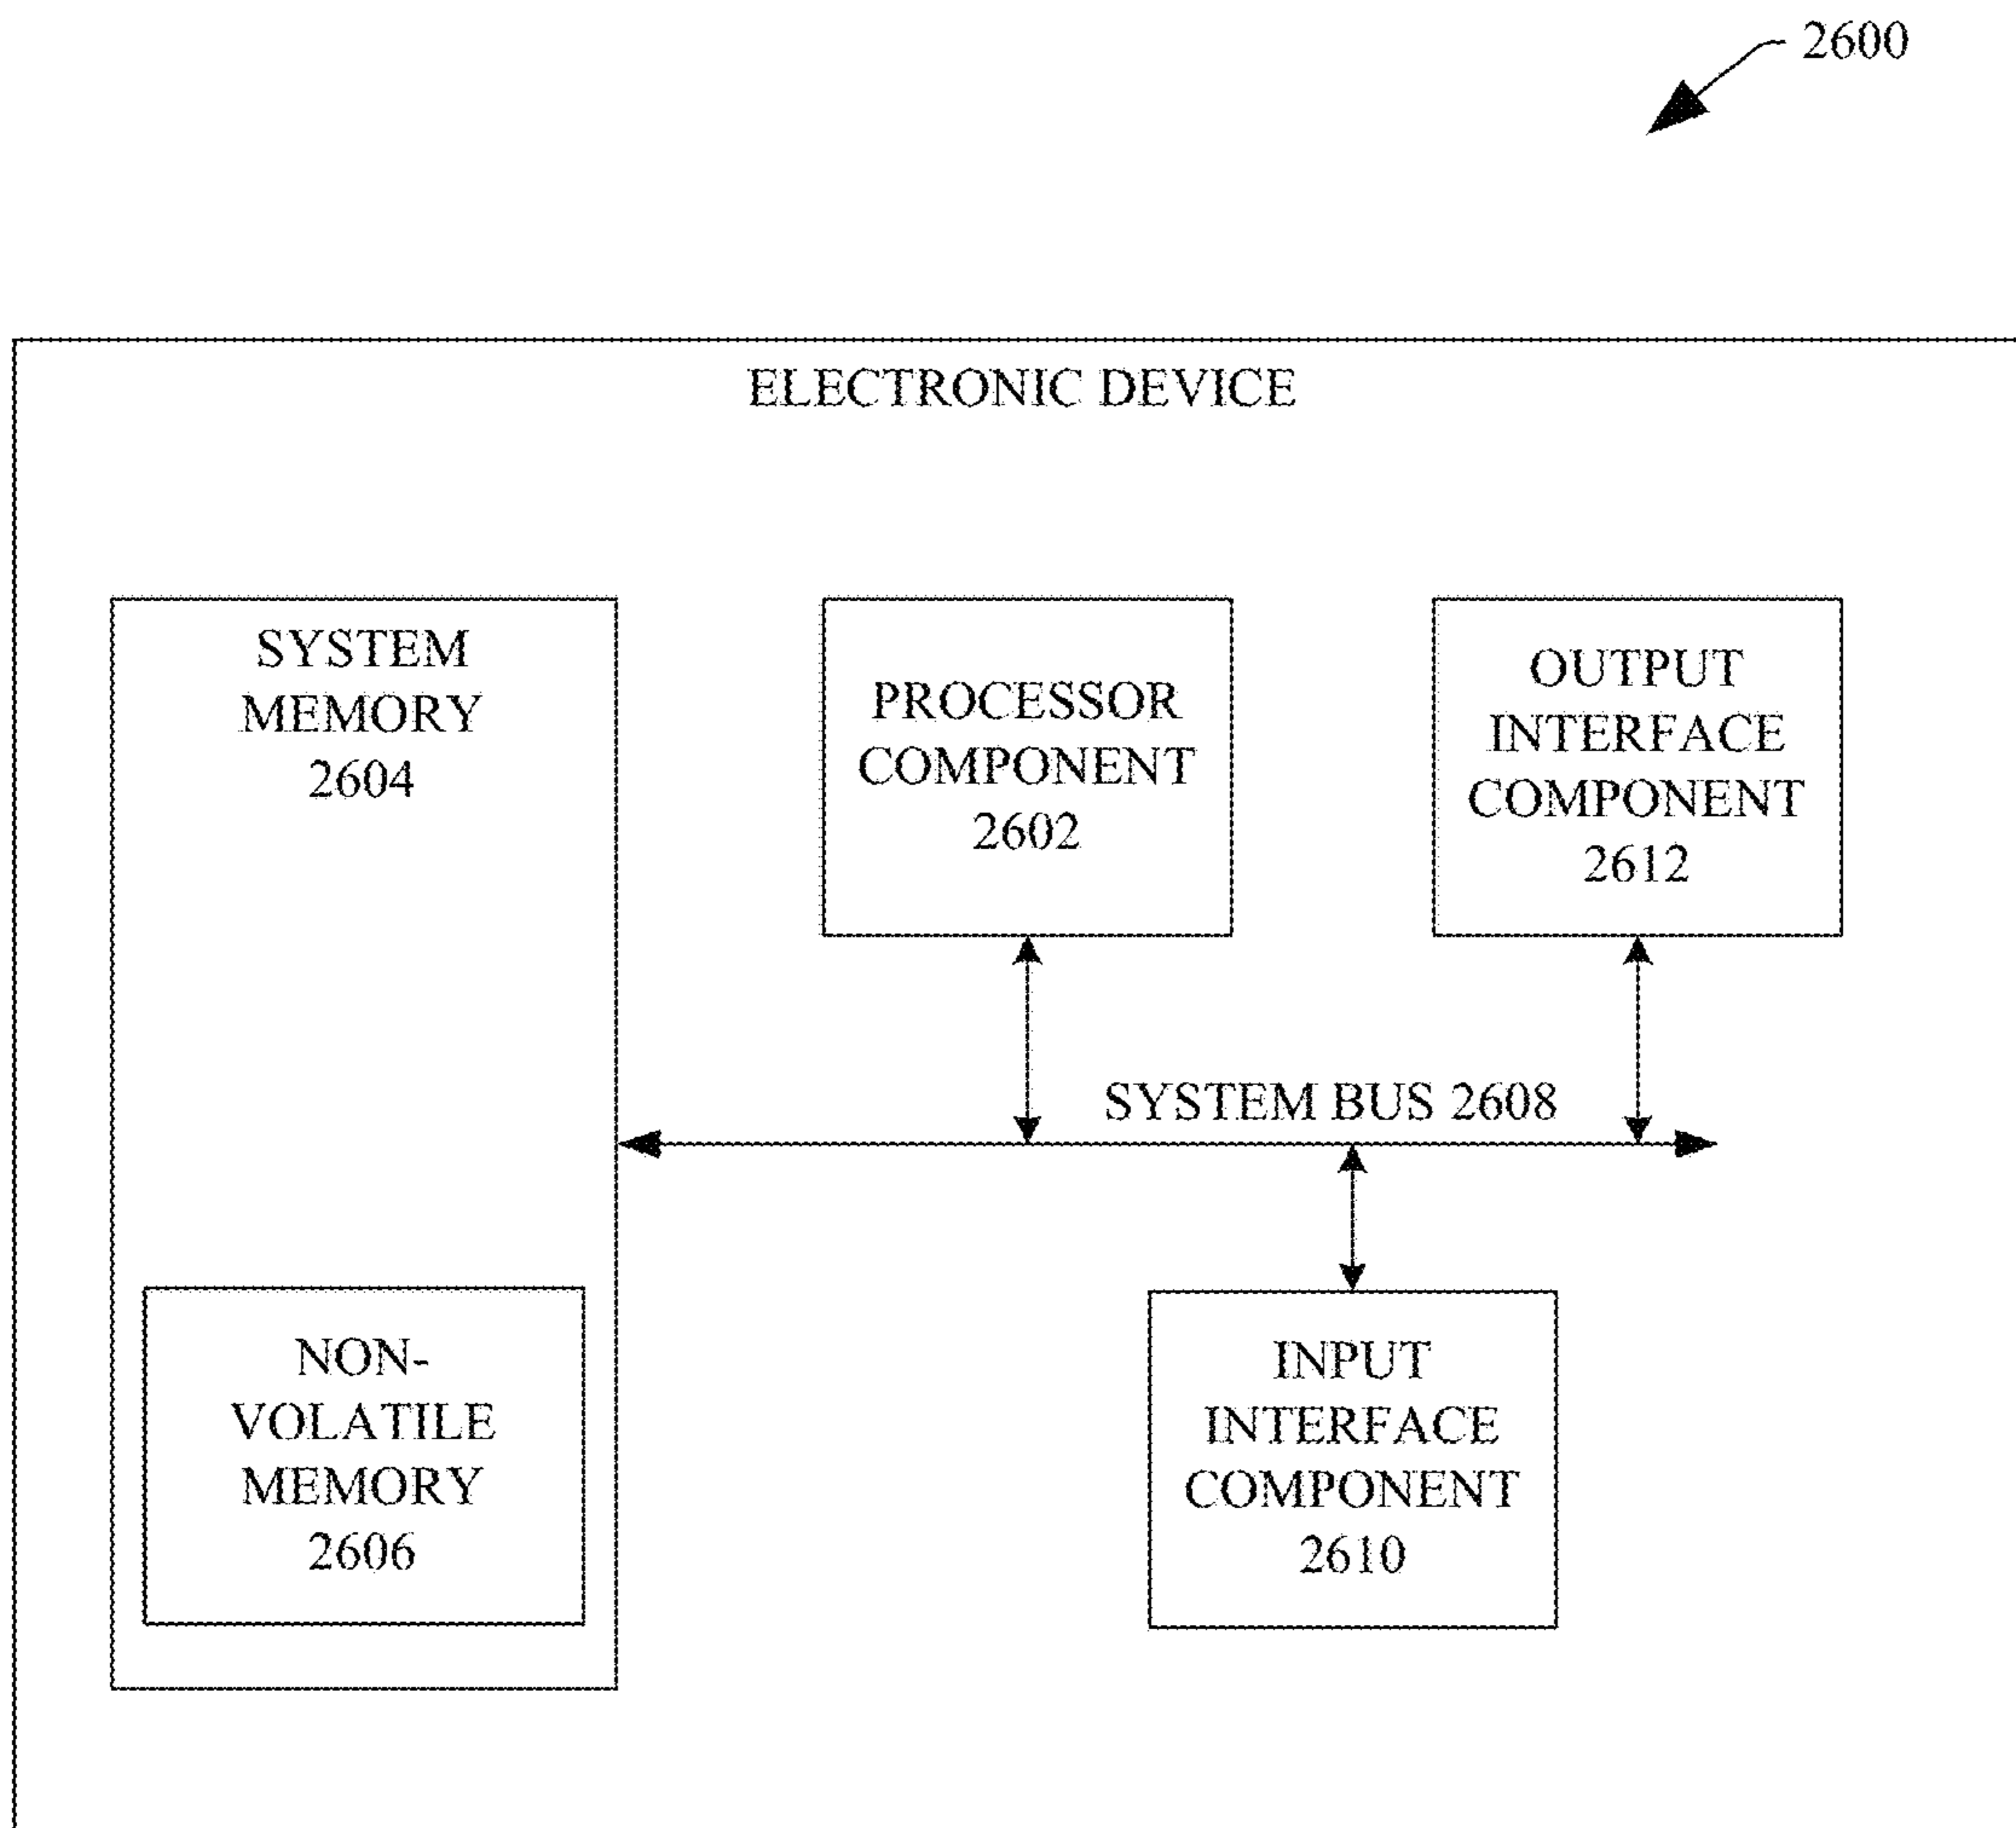 2600
ELECTRONIC DEVICE
SYSTEM
MEMORY
2604
PROCESSOR
COMPONENT
2602
OUTPUT
INTERFACE
COMPONENT
2612
SYSTEM BUS 2608
NON-
VOLATILE
MEMORY
2606
INPUT
INTERFACE
COMPONENT
2610